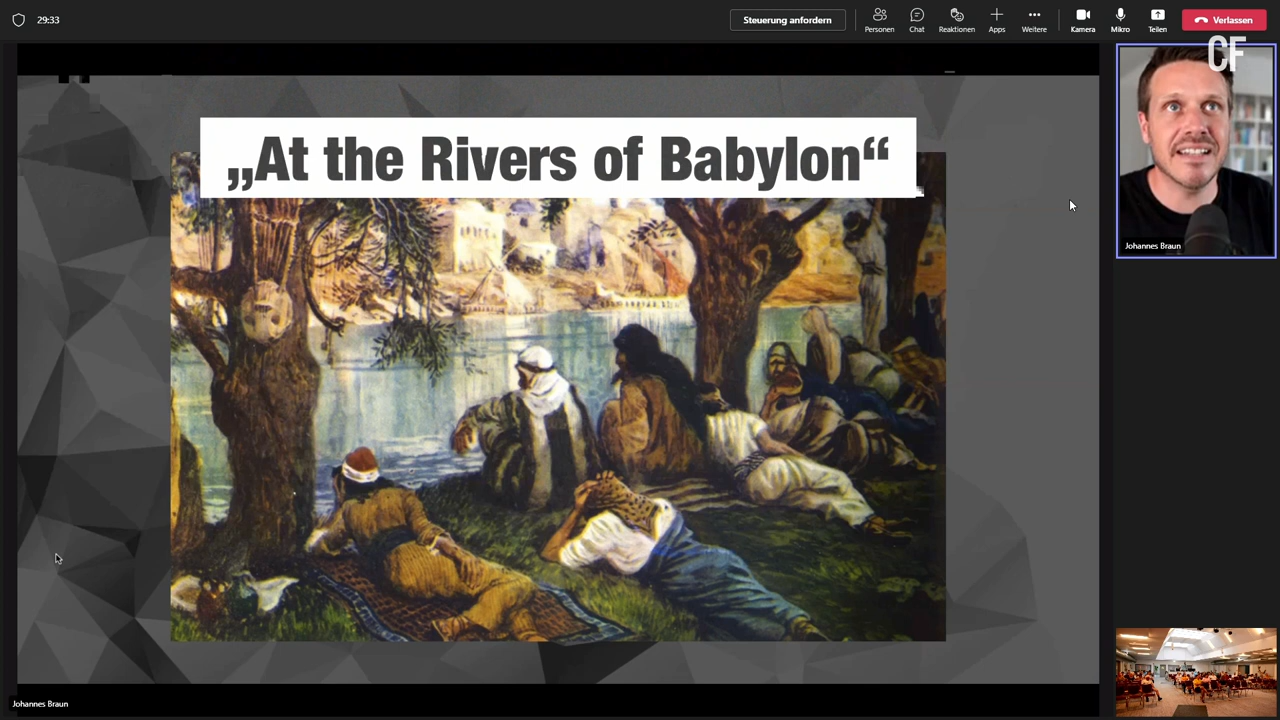 29:33
Steuerung anfordern
Personen
Chat
Reaktionen
Apps
Weitere
Kamera
Mikro
Teilen
Verlassen
CF
„At the Rivers of Babylon“
Johannes Braun
Johannes Braun